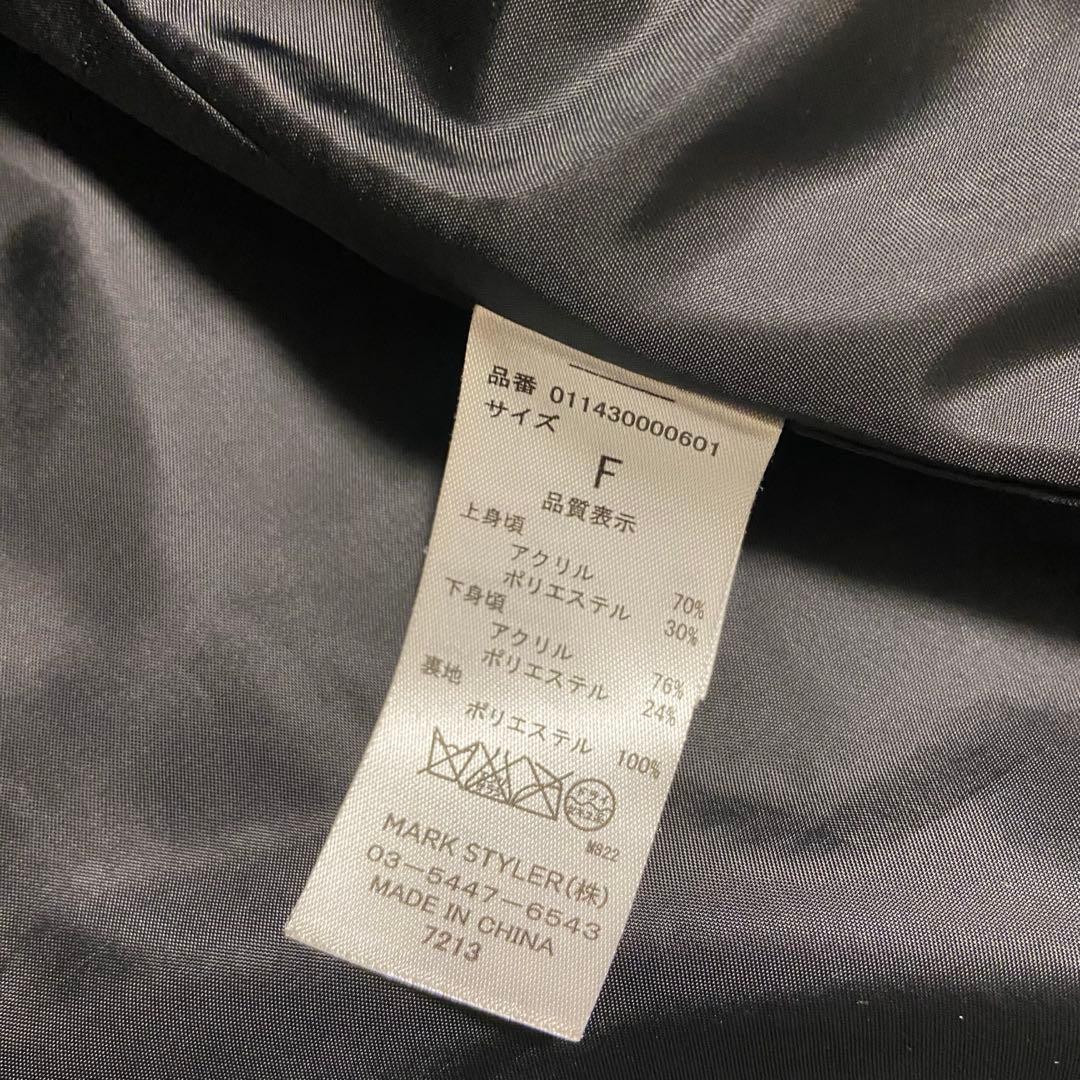 品番 011430000601
サイズ
F
品質表示
上身頃
アクリル 70%
ポリエステル 30%
下身頃
アクリル 76%
ポリエステル 24%
裏地
ポリエステル 100%
ドライ
M822
MARK STYLER(株)
03-5447-6543
MADE IN CHINA
7213